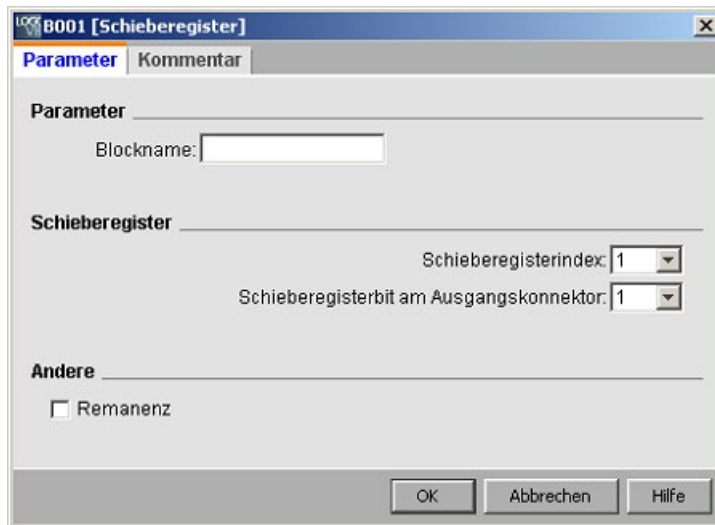 B001 [Schieberegister]
Parameter Kommentar
Parameter
Blockname:
Schieberegister
Schieberegisterindex: 1
Schieberegisterbit am Ausgangskonnektor: 1
Andere
Remanenz
OK Abbrechen Hilfe